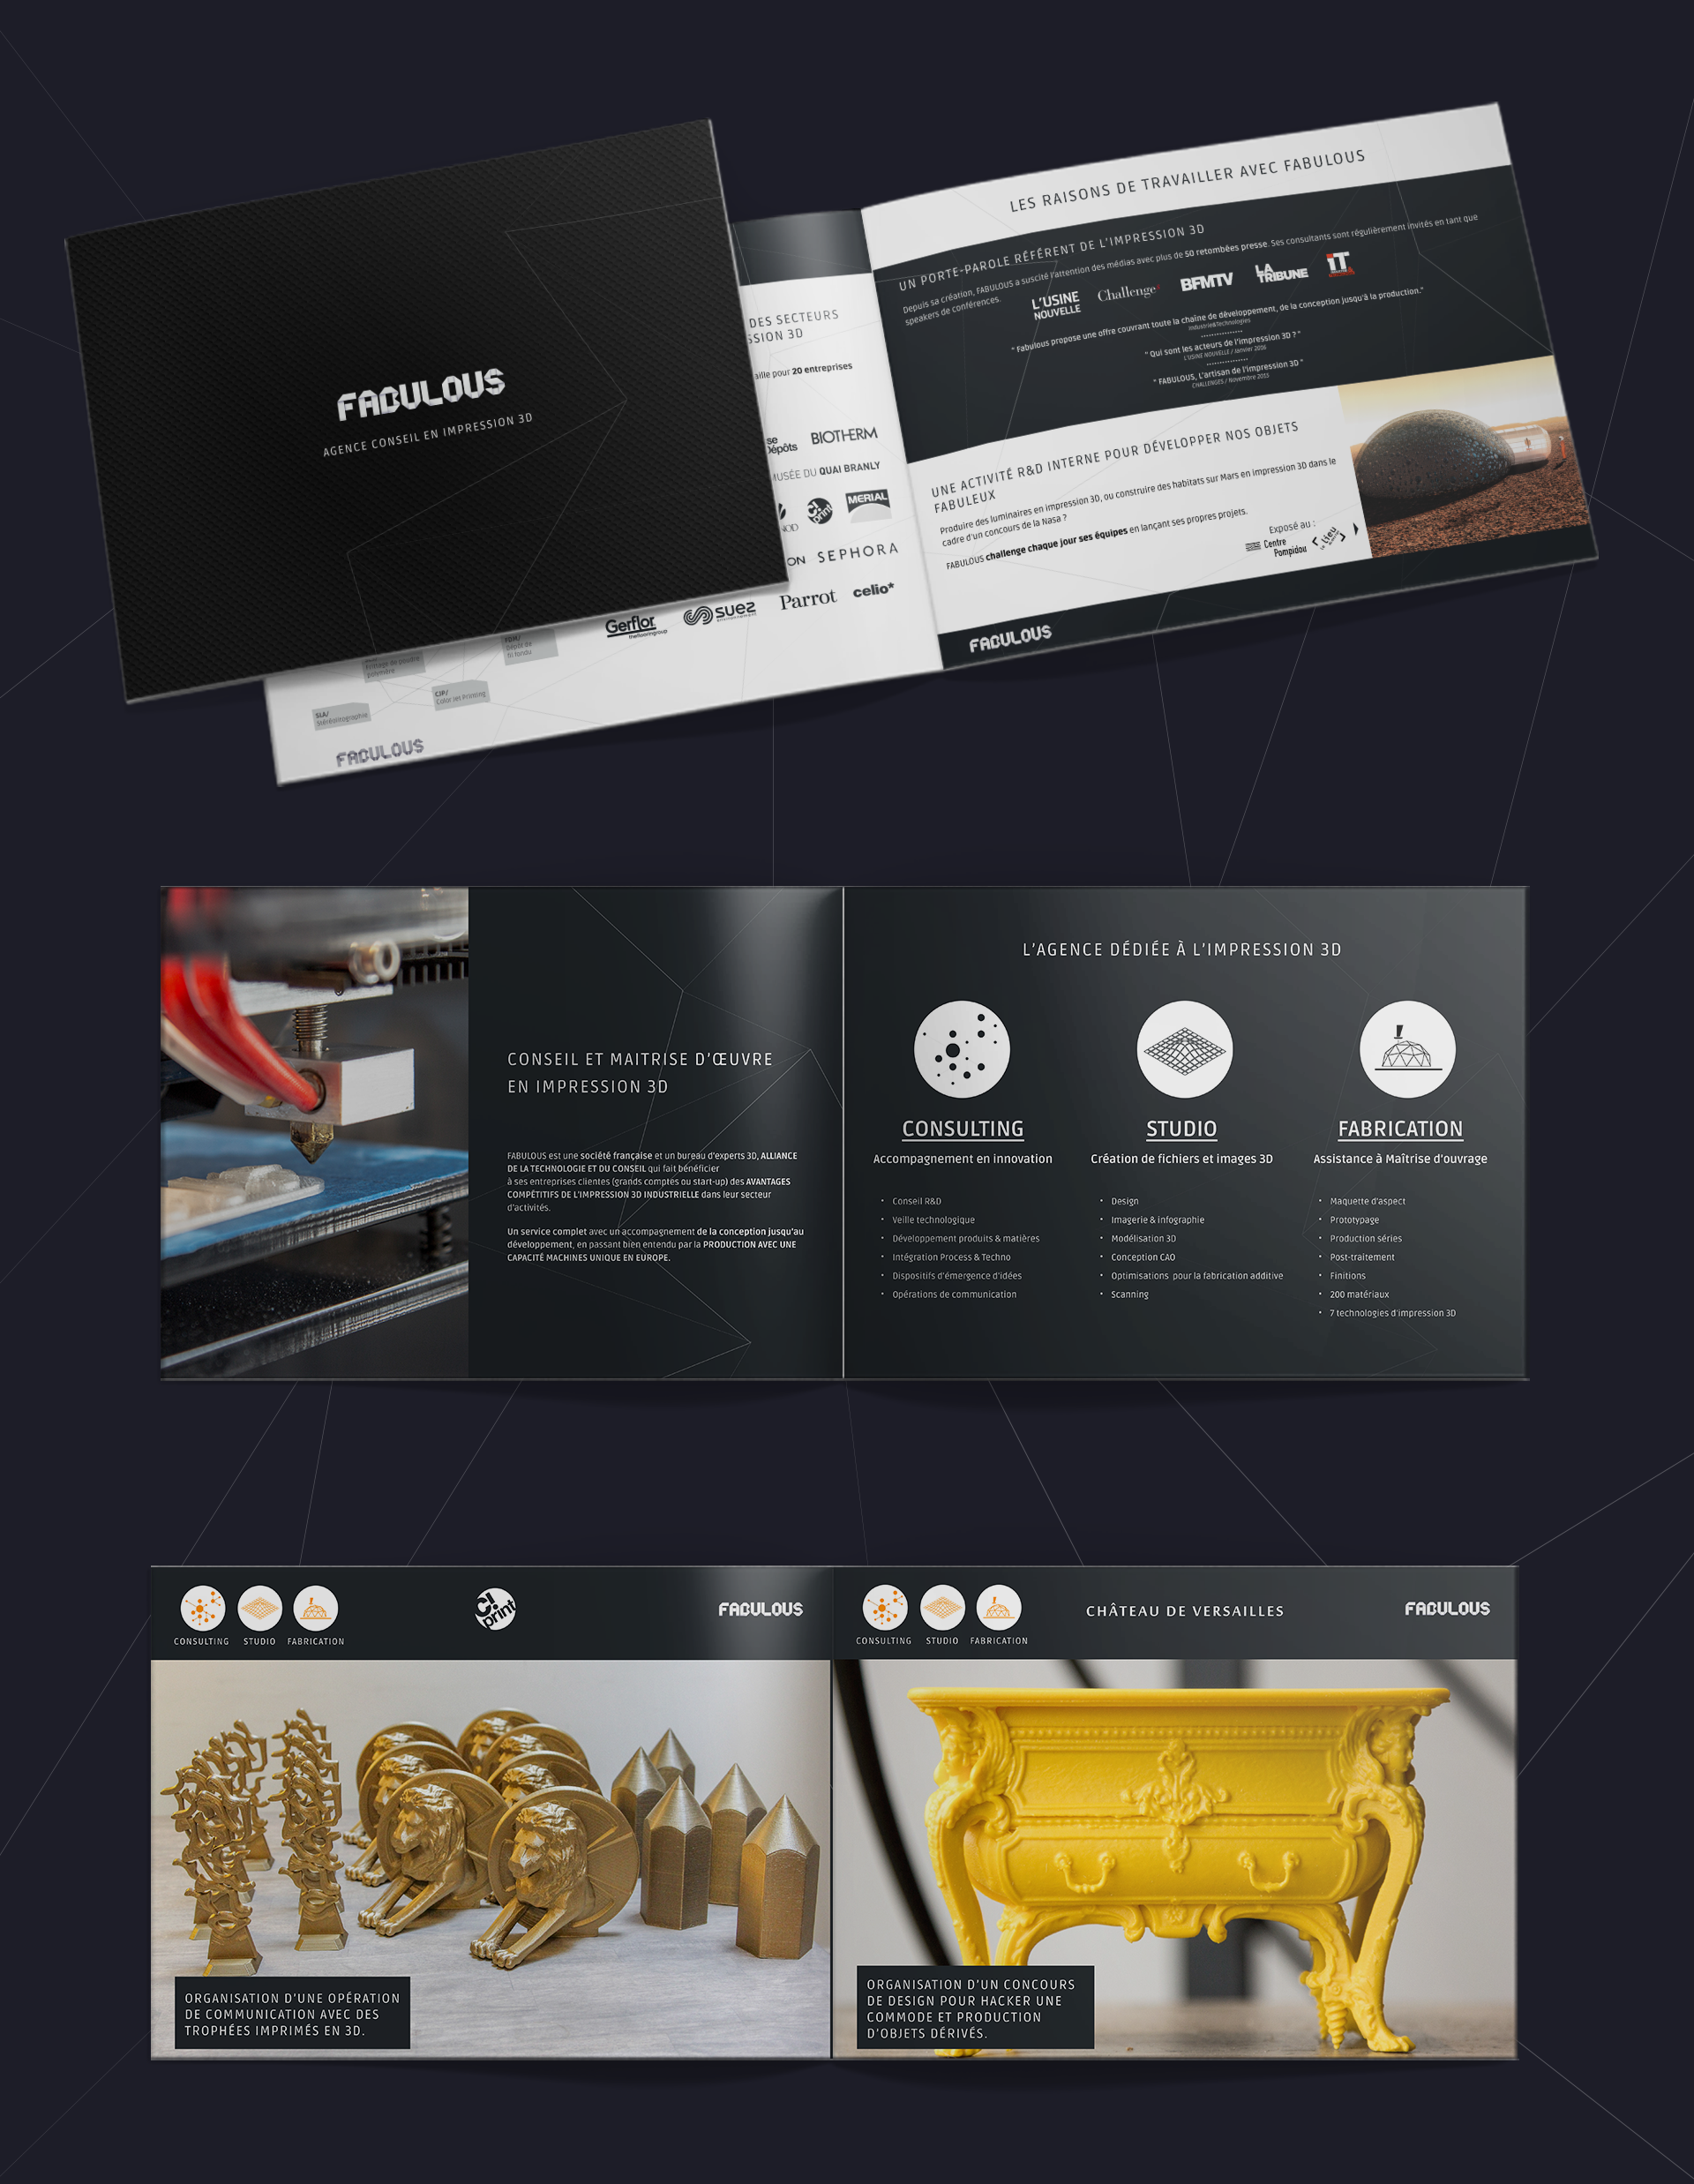 FABULOUS
AGENCE CONSEIL EN IMPRESSION 3D
DES SECTEURS
SSION 3D
aille pour 20 entreprises
se
Dépôts
BIOTHERM
MUSÉE DU QUAI BRANLY
NOD
print
MERIAL
ON
SEPHORA
Gerflor
theflooringgroup
suez
Parrot
celio*
Frittage de poudre
polymère
FDM/
Dépôt de
fil fondu
CJP/
Color Jet Printing
SLA/
Stéréolitographie
FABULOUS
LES RAISONS DE TRAVAILLER AVEC FABULOUS
UN PORTE-PAROLE RÉFÉRENT DE L'IMPRESSION 3D
Depuis sa création, FABULOUS a suscité l'attention des médias avec plus de 50 retombées presse. Ses consultants sont régulièrement invités en tant que
speakers de conférences.
L'USINE
NOUVELLE
Challenge
BFMTV
LA
TRIBUNE
iT
" Fabulous propose une offre couvrant toute la chaîne de développement, de la conception jusqu'à la production."
Industrie&Technologies
" Qui sont les acteurs de l'impression 3D ? "
L'USINE NOUVELLE / Janvier 2016
" FABULOUS, L'artisan de l'impression 3D "
CHALLENGES / Novembre 2015
UNE ACTIVITÉ R&D INTERNE POUR DÉVELOPPER NOS OBJETS
FABULEUX
Produire des luminaires en impression 3D, ou construire des habitats sur Mars en impression 3D dans le
cadre d'un concours de la Nasa ?
FABULOUS challenge chaque jour ses équipes en lançant ses propres projets.
Exposé au :
Centre
Pompidou
lieu
FABULOUS
CONSEIL ET MAITRISE D'ŒUVRE
EN IMPRESSION 3D
FABULOUS est une société française et un bureau d'experts 3D, ALLIANCE
DE LA TECHNOLOGIE ET DU CONSEIL qui fait bénéficier
à ses entreprises clientes (grands comptes ou start-up) des AVANTAGES
COMPÉTITIFS DE L'IMPRESSION 3D INDUSTRIELLE dans leur secteur
d'activités.
Un service complet avec un accompagnement de la conception jusqu'au
développement, en passant bien entendu par la PRODUCTION AVEC UNE
CAPACITÉ MACHINES UNIQUE EN EUROPE.
L'AGENCE DÉDIÉE À L'IMPRESSION 3D
CONSULTING
Accompagnement en innovation
• Conseil R&D
• Veille technologique
• Développement produits & matières
• Intégration Process & Techno
• Dispositifs d'émergence d'idées
• Opérations de communication
STUDIO
Création de fichiers et images 3D
• Design
• Imagerie & infographie
• Modélisation 3D
• Conception CAO
• Optimisations pour la fabrication additive
• Scanning
FABRICATION
Assistance à Maîtrise d'ouvrage
• Maquette d'aspect
• Prototypage
• Production séries
• Post-traitement
• Finitions
• 200 matériaux
• 7 technologies d'impression 3D
CONSULTING STUDIO FABRICATION
print
FABULOUS
ORGANISATION D'UNE OPÉRATION
DE COMMUNICATION AVEC DES
TROPHÉES IMPRIMÉS EN 3D.
CONSULTING STUDIO FABRICATION
CHÂTEAU DE VERSAILLES
FABULOUS
ORGANISATION D'UN CONCOURS
DE DESIGN POUR HACKER UNE
COMMODE ET PRODUCTION
D'OBJETS DÉRIVÉS.